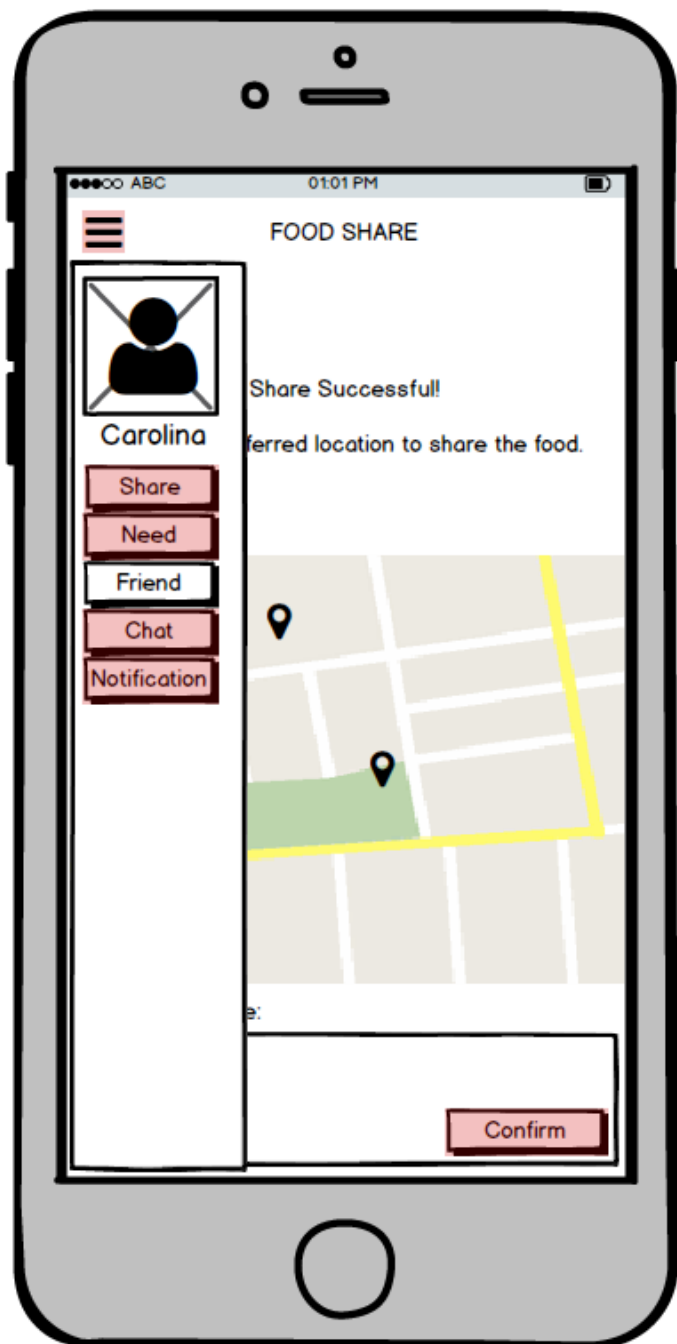 ABC 01:01 PM
FOOD SHARE
Share Successful!
Carolina
ferred location to share the food.
Share
Need
Friend
Chat
Notification
e:
Confirm